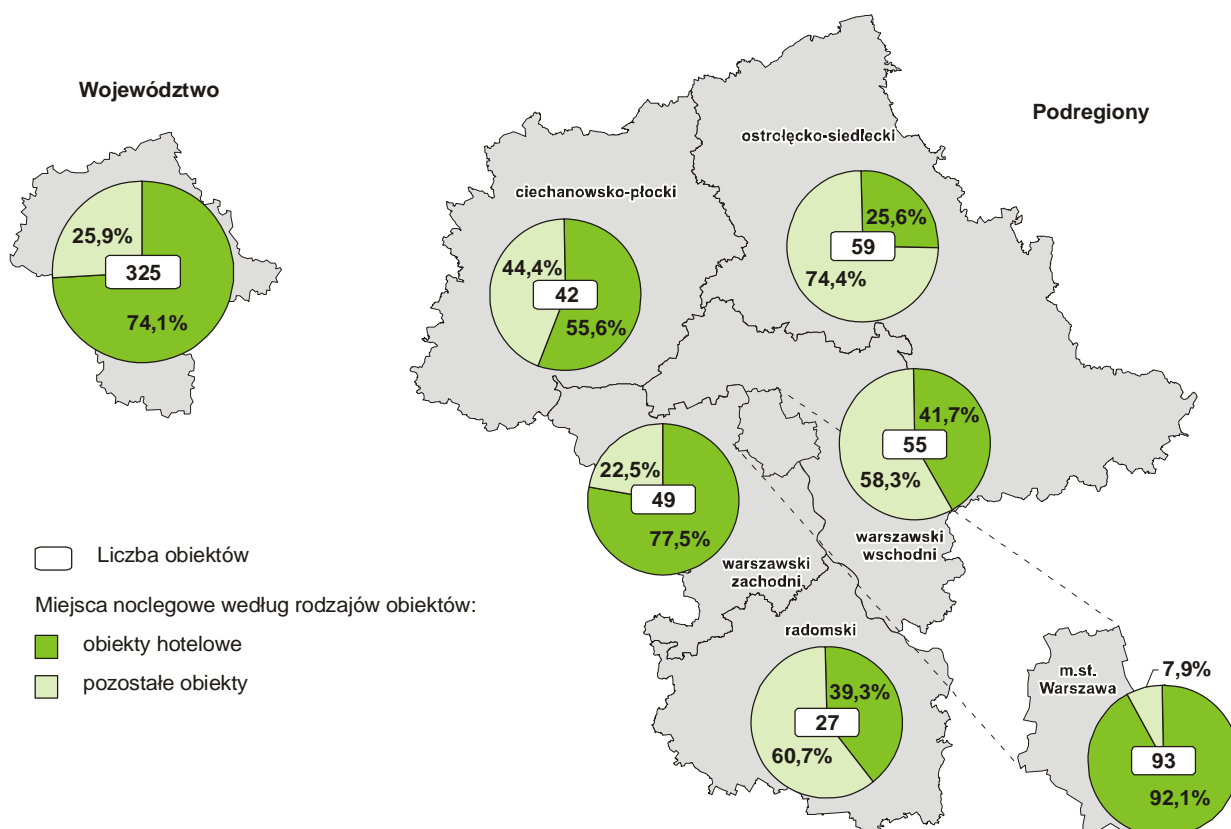 Województwo
25,9%
325
74,1%
Podregiony
ostrołęcko-siedlecki
25,6%
59
74,4%
ciechanowsko-płocki
44,4%
42
55,6%
41,7%
55
58,3%
warszawski
wschodni
22,5%
49
77,5%
warszawski
zachodni
radomski
39,3%
27
60,7%
m.st.
Warszawa
7,9%
93
92,1%
Liczba obiektów
Miejsca noclegowe według rodzajów obiektów:
obiekty hotelowe
pozostałe obiekty